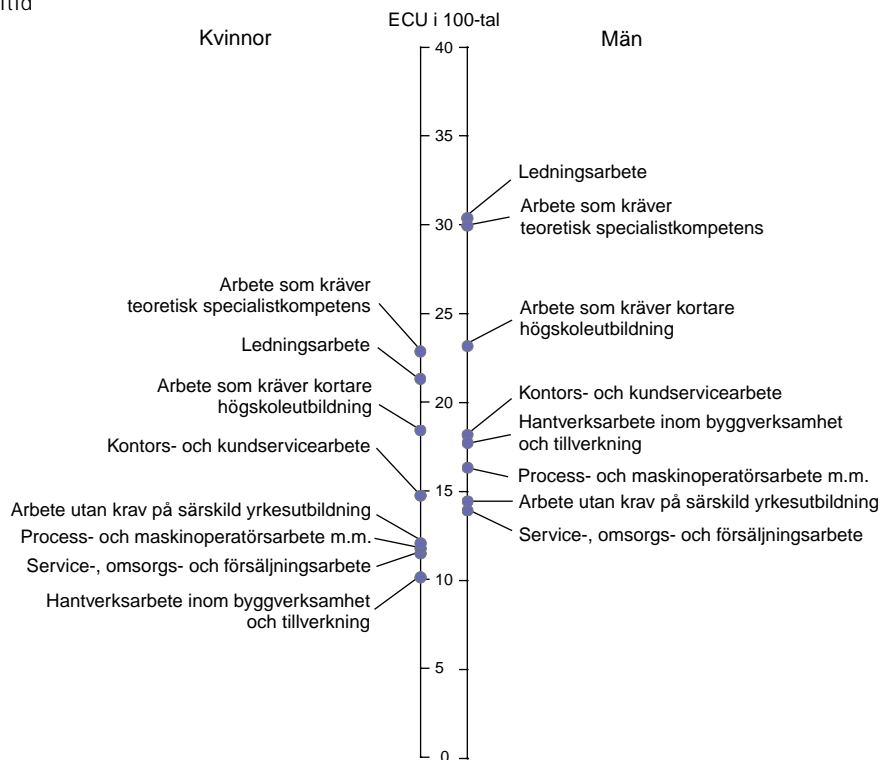 ECU i 100-tal
Kvinnor
Män
40
35
30
25
20
15
10
5
0
Arbete som kräver
teoretisk specialistkompetens
Ledningsarbete
Arbete som kräver kortare
högskoleutbildning
Kontors- och kundservicearbete
Arbete utan krav på särskild yrkesutbildning
Process- och maskinoperatörsarbete m.m.
Service-, omsorgs- och försäljningsarbete
Hantverksarbete inom byggverksamhet
och tillverkning
Ledningsarbete
Arbete som kräver
teoretisk specialistkompetens
Arbete som kräver kortare
högskoleutbildning
Kontors- och kundservicearbete
Hantverksarbete inom byggverksamhet
och tillverkning
Process- och maskinoperatörsarbete m.m.
Arbete utan krav på särskild yrkesutbildning
Service-, omsorgs- och försäljningsarbete